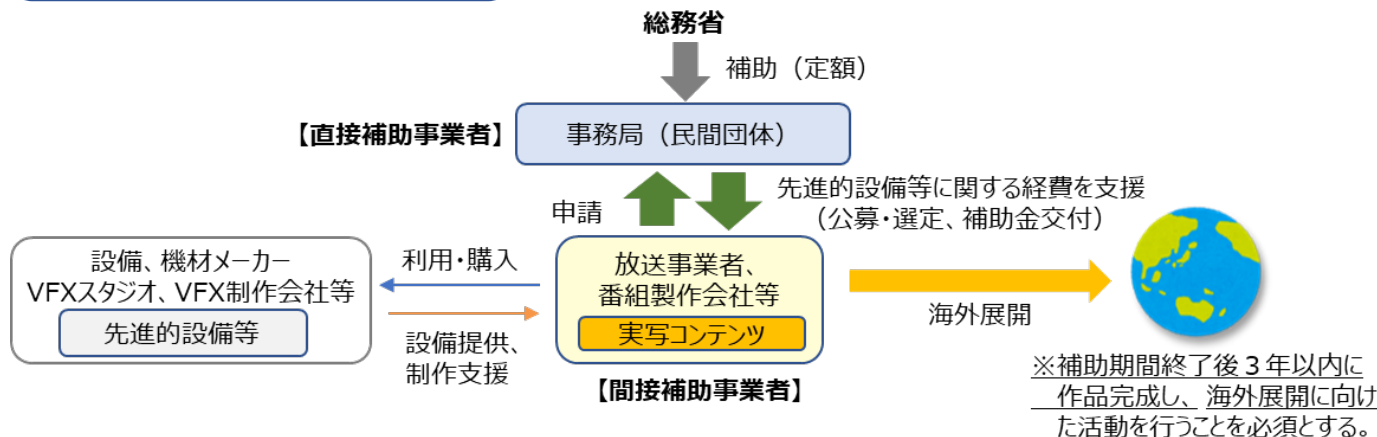 総務省
補助（定額）
【直接補助事業者】
事務局（民間団体）
申請
先進的設備等に関する経費を支援
（公募・選定、補助金交付）
設備、機材メーカー
VFXスタジオ、VFX制作会社等
先進的設備等
利用・購入
設備提供、
制作支援
放送事業者、
番組製作会社等
実写コンテンツ
【間接補助事業者】
海外展開
※補助期間終了後３年以内に
作品完成し、海外展開に向け
た活動を行うことを必須とする。